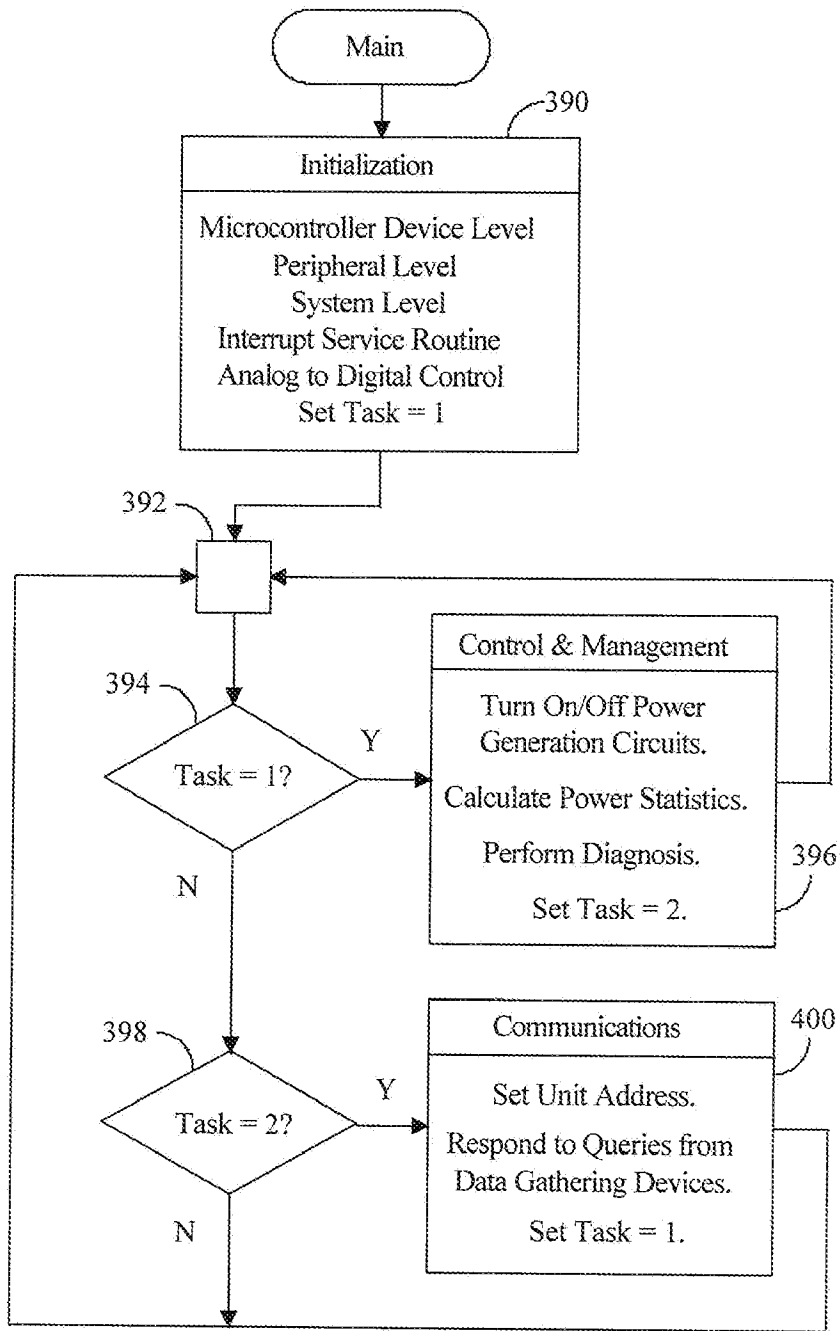 Main
390
Initialization
Microcontroller Device Level
Peripheral Level
System Level
Interrupt Service Routine
Analog to Digital Control
Set Task = 1
392
394
Task = 1?
Y
N
Control & Management
Turn On/Off Power
Generation Circuits.
Calculate Power Statistics.
Perform Diagnosis.
Set Task = 2.
396
398
Task = 2?
Y
N
Communications
400
Set Unit Address.
Respond to Queries from
Data Gathering Devices.
Set Task = 1.